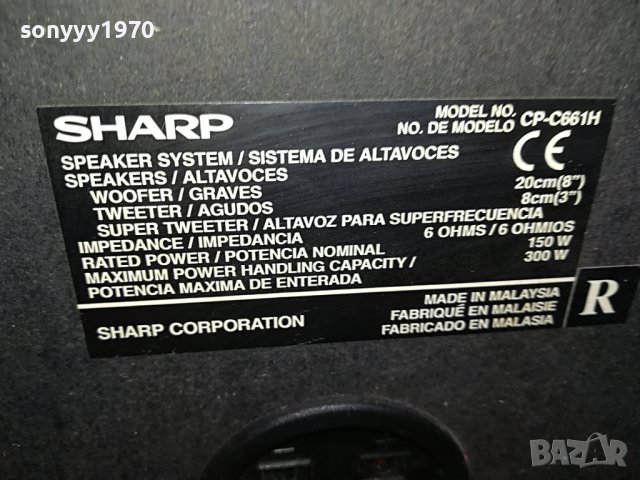 sonyyy1970
SHARP
MODEL NO.
NO. DE MODELO CP-C661H
SPEAKER SYSTEM / SISTEMA DE ALTAVOCES
SPEAKERS / ALTAVOCES
WOOFER / GRAVES 20cm(8")
TWEETER / AGUDOS 8cm(3")
SUPER TWEETER / ALTAVOZ PARA SUPERFRECUENCIA
IMPEDANCE / IMPEDANCIA 6 OHMS / 6 OHMIOS
RATED POWER / POTENCIA NOMINAL 150 W
MAXIMUM POWER HANDLING CAPACITY / 300 W
POTENCIA MAXIMA DE ENTERADA
CE
SHARP CORPORATION
MADE IN MALAYSIA
FABRIQUÉ EN MALAISIE
FABRICADO EN MALASIA
R
BAZAR